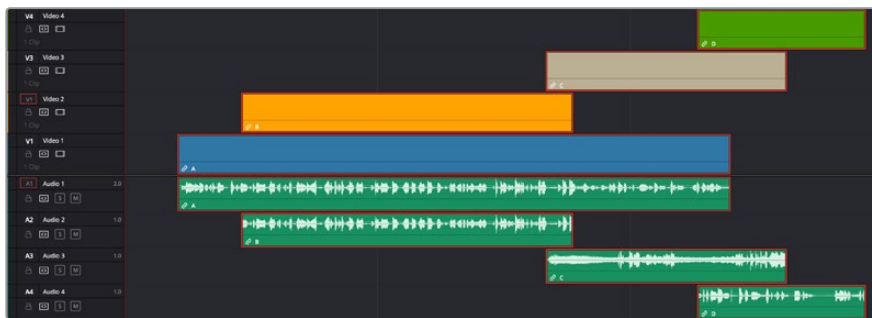 V4 Video 4
1 Clip
D
V3 Video 3
1 Clip
C
V1 Video 2
1 Clip
B
V1 Video 1
1 Clip
A
A1 Audio 1 2.0
S M
A
A2 Audio 2 1.0
S M
B
A3 Audio 3 1.0
S M
C
A4 Audio 4 1.0
S M
D